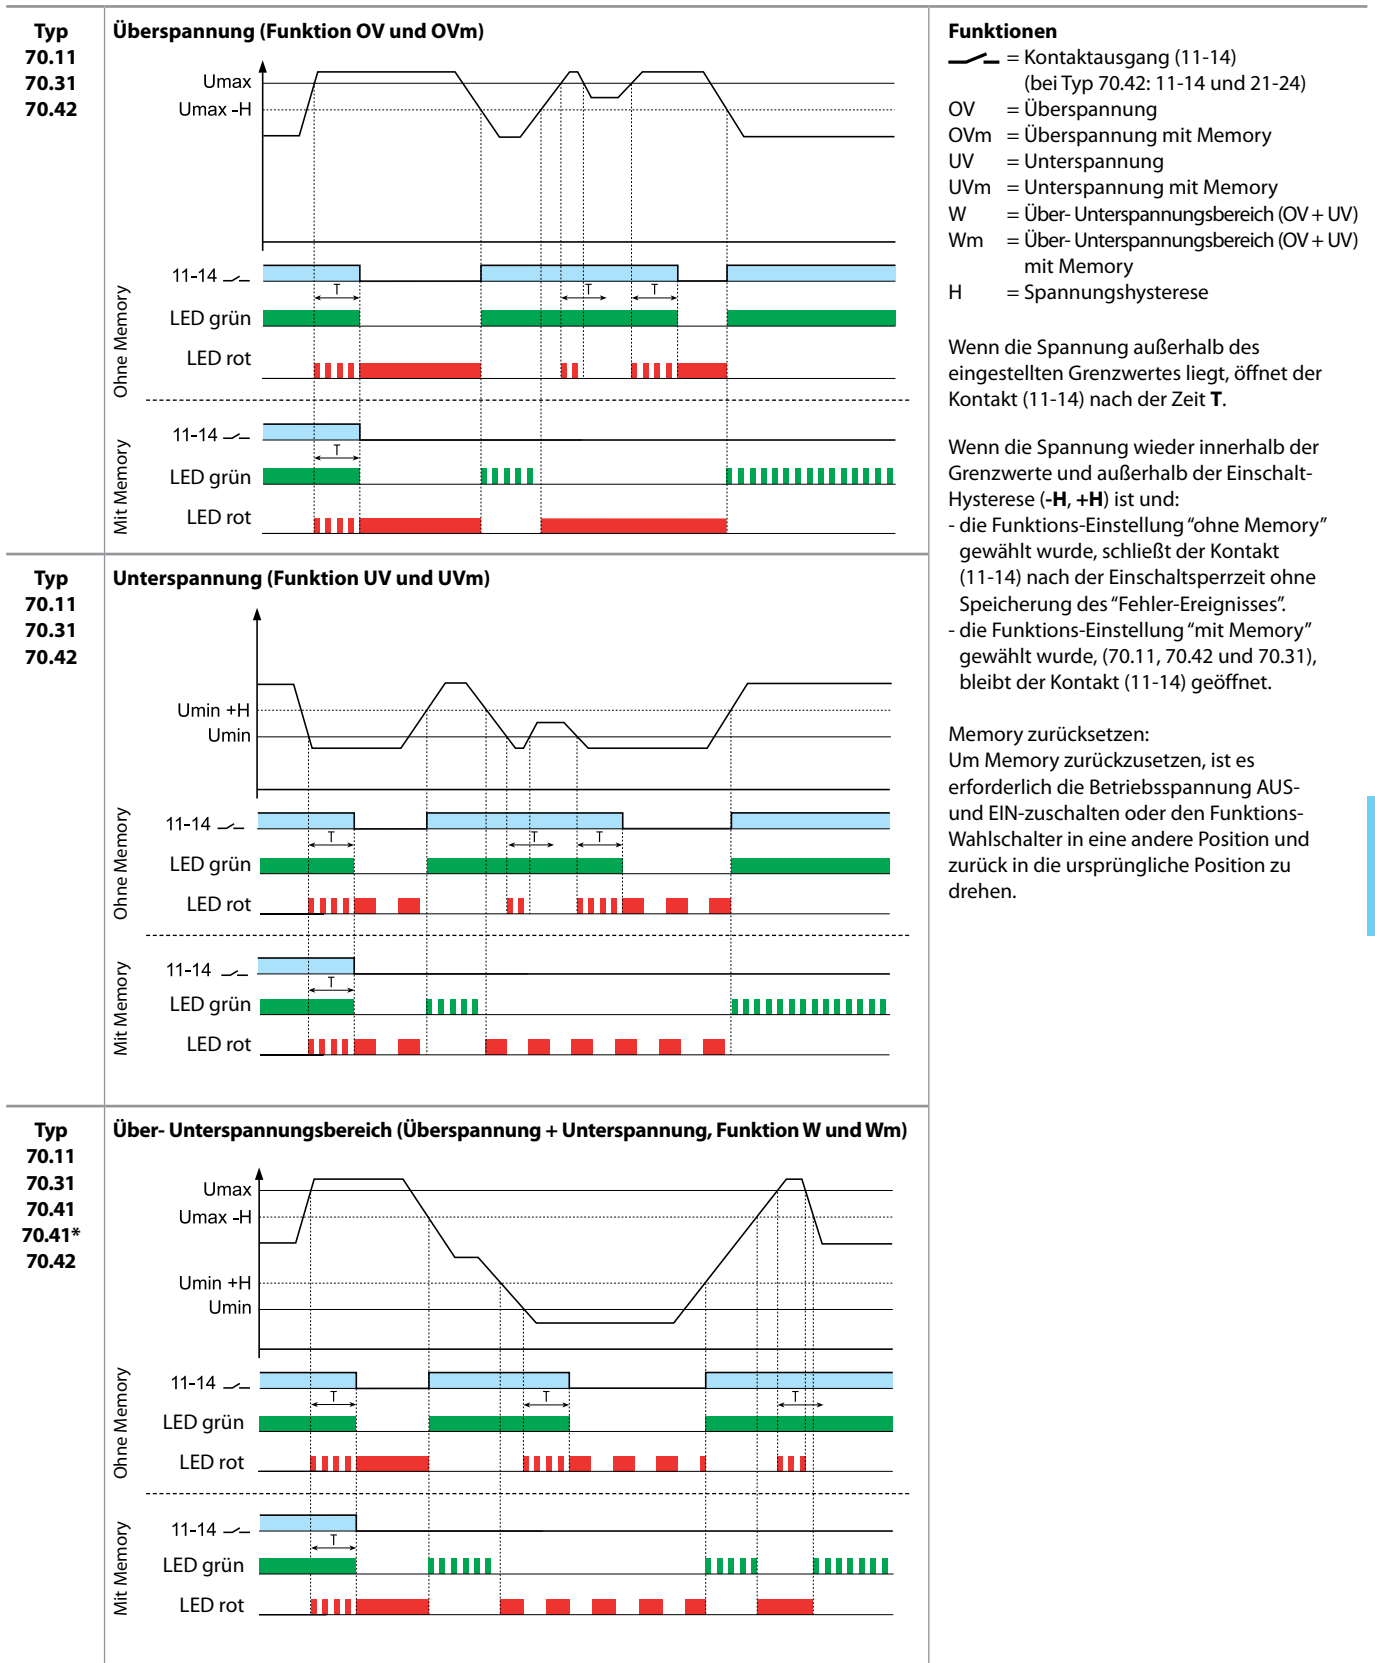 Typ
70.11
70.31
70.42
Überspannung (Funktion OV und OVm)
Umax
Umax -H
Ohne Memory
11-14
T
T
T
LED grün
LED rot
Mit Memory
11-14
T
LED grün
LED rot
Typ
70.11
70.31
70.42
Unterspannung (Funktion UV und UVm)
Umin +H
Umin
Ohne Memory
11-14
T
T
T
LED grün
LED rot
Mit Memory
11-14
T
LED grün
LED rot
Typ
70.11
70.31
70.41
70.41*
70.42
Über- Unterspannungsbereich (Überspannung + Unterspannung, Funktion W und Wm)
Umax
Umax -H
Umin +H
Umin
Ohne Memory
11-14
T
T
T
LED grün
LED rot
Mit Memory
11-14
T
LED grün
LED rot
Funktionen
= Kontaktausgang (11-14)
(bei Typ 70.42: 11-14 und 21-24)
OV = Überspannung
OVm = Überspannung mit Memory
UV = Unterspannung
UVm = Unterspannung mit Memory
W = Über- Unterspannungsbereich (OV + UV)
Wm = Über- Unterspannungsbereich (OV + UV)
mit Memory
H = Spannungshysterese
Wenn die Spannung außerhalb des
eingestellten Grenzwertes liegt, öffnet der
Kontakt (11-14) nach der Zeit T.
Wenn die Spannung wieder innerhalb der
Grenzwerte und außerhalb der Einschalt-
Hysterese (-H, +H) ist und:
- die Funktions-Einstellung “ohne Memory”
gewählt wurde, schließt der Kontakt
(11-14) nach der Einschaltsperrzeit ohne
Speicherung des “Fehler-Ereignisses”.
- die Funktions-Einstellung “mit Memory”
gewählt wurde, (70.11, 70.42 und 70.31),
bleibt der Kontakt (11-14) geöffnet.
Memory zurücksetzen:
Um Memory zurückzusetzen, ist es
erforderlich die Betriebsspannung AUS-
und EIN-zuschalten oder den Funktions-
Wahlschalter in eine andere Position und
zurück in die ursprüngliche Position zu
drehen.